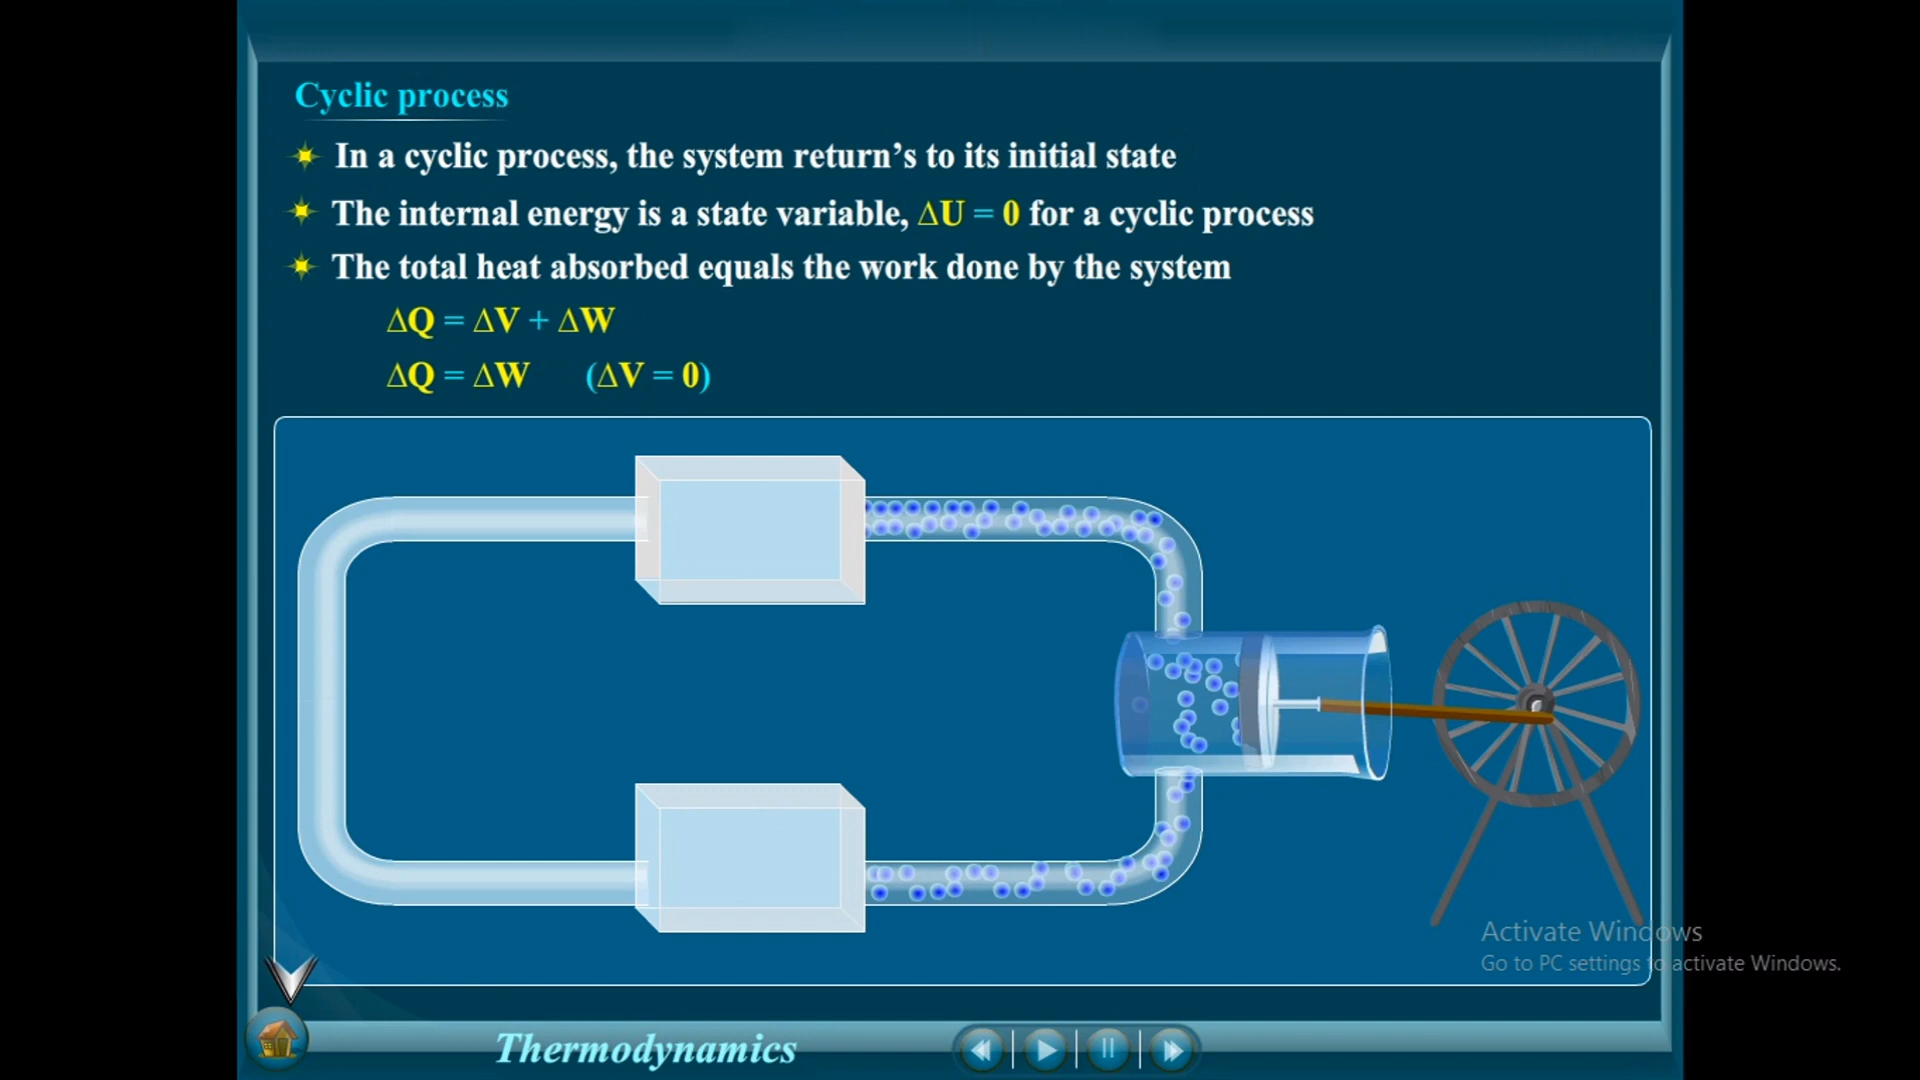 Cyclic process
In a cyclic process, the system return’s to its initial state
The internal energy is a state variable, ΔU = 0 for a cyclic process
The total heat absorbed equals the work done by the system
ΔQ = ΔV + ΔW
ΔQ = ΔW (ΔV = 0)
Activate Windows
Go to PC settings to activate Windows.
Thermodynamics